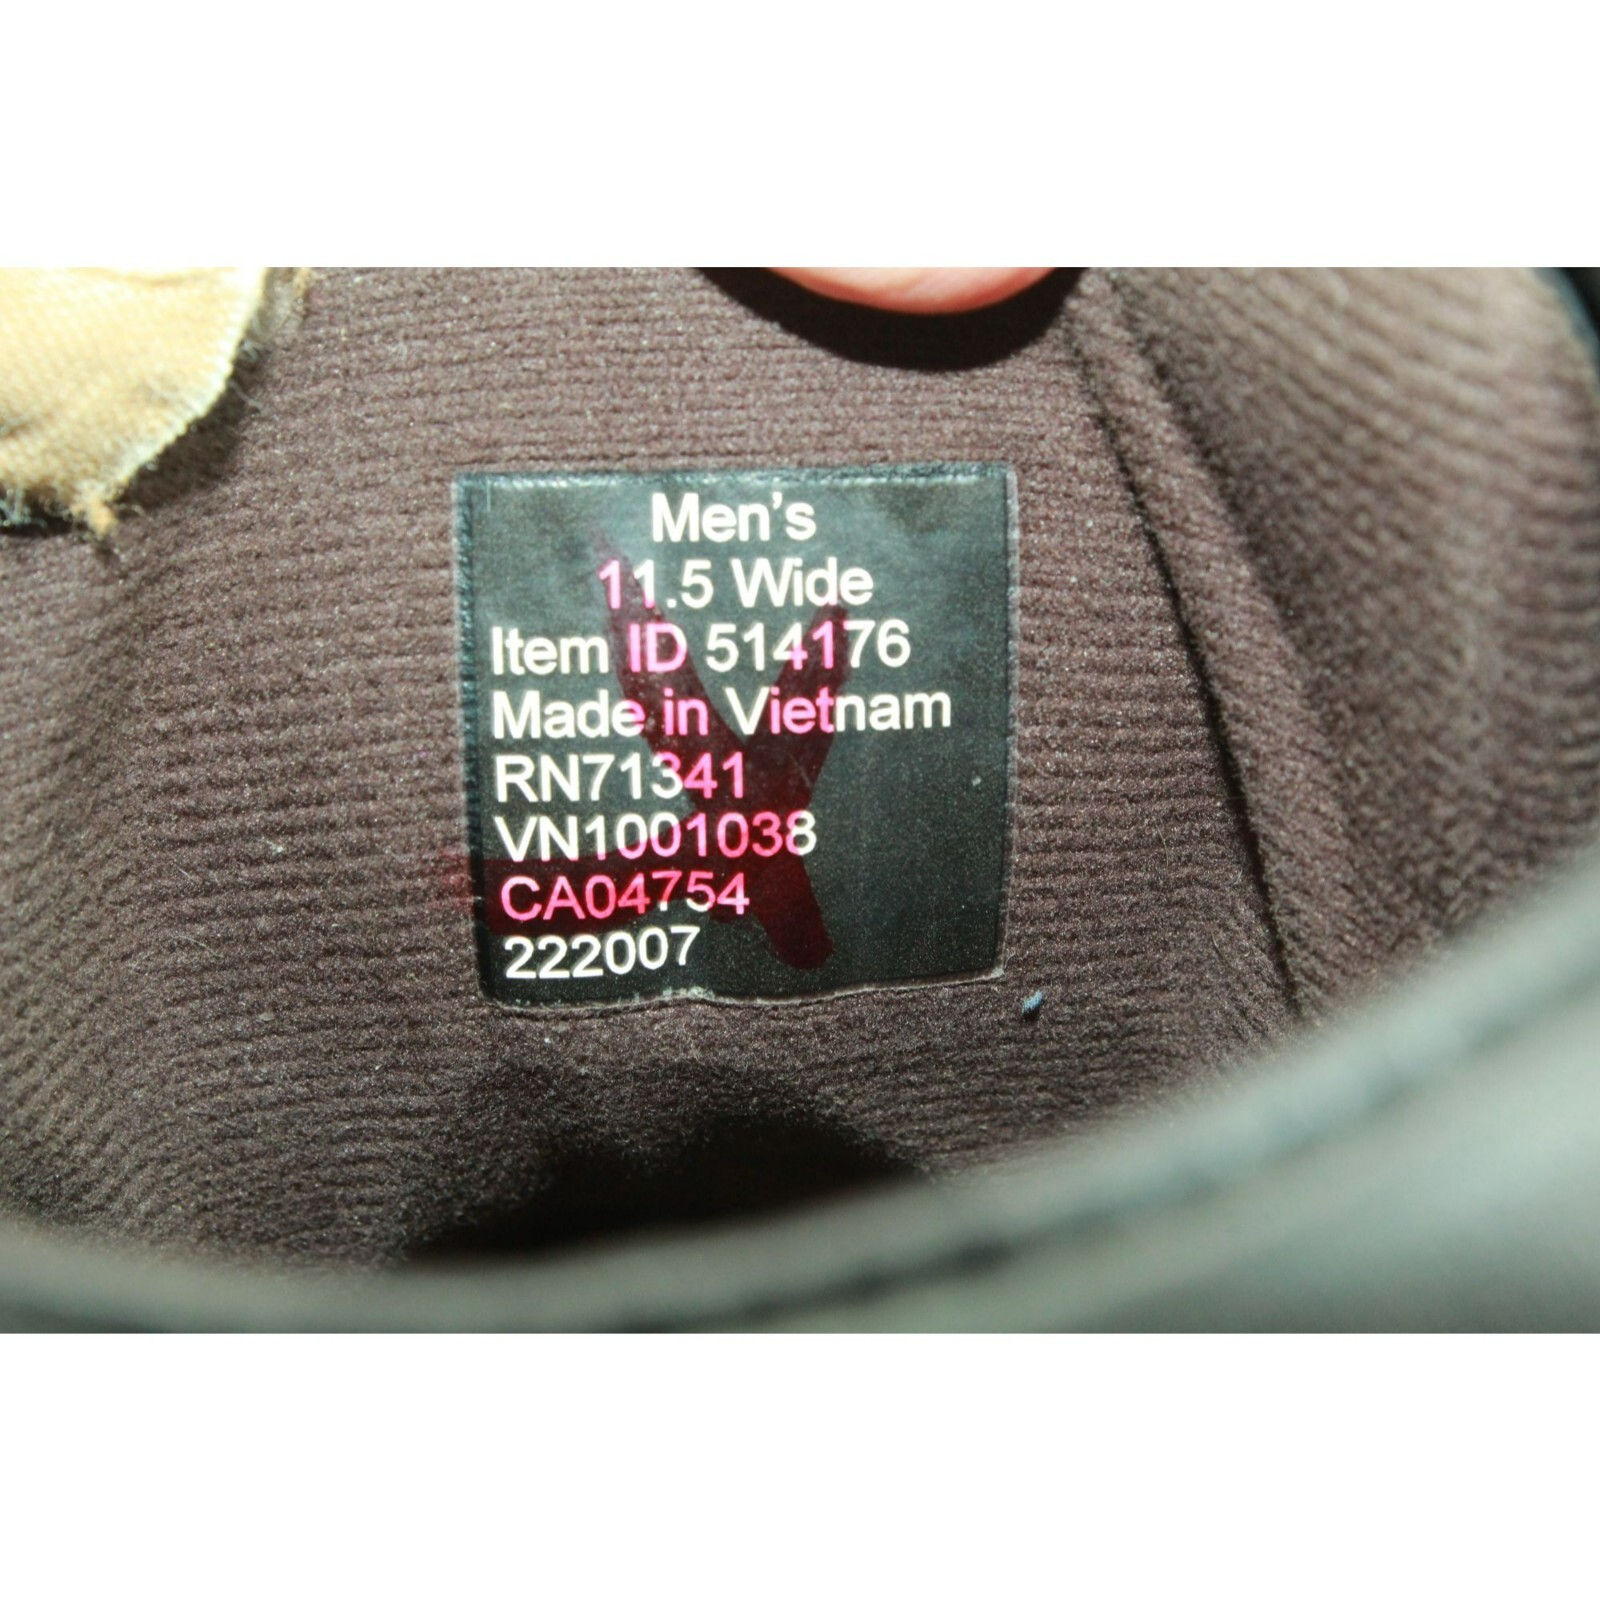 Men's
11.5 Wide
Item ID 514176
Made in Vietnam
RN71341
VN1001038
CA04754
222007